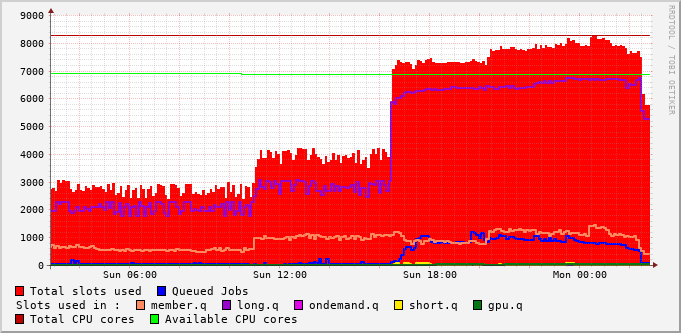 9000
8000
7000
6000
5000
4000
3000
2000
1000
0
Sun 06:00 Sun 12:00 Sun 18:00 Mon 00:00
Total slots used Queued Jobs
Slots used in : member.q long.q ondemand.q short.q gpu.q
Total CPU cores Available CPU cores
RRDTOOL / TOBI OETIKER